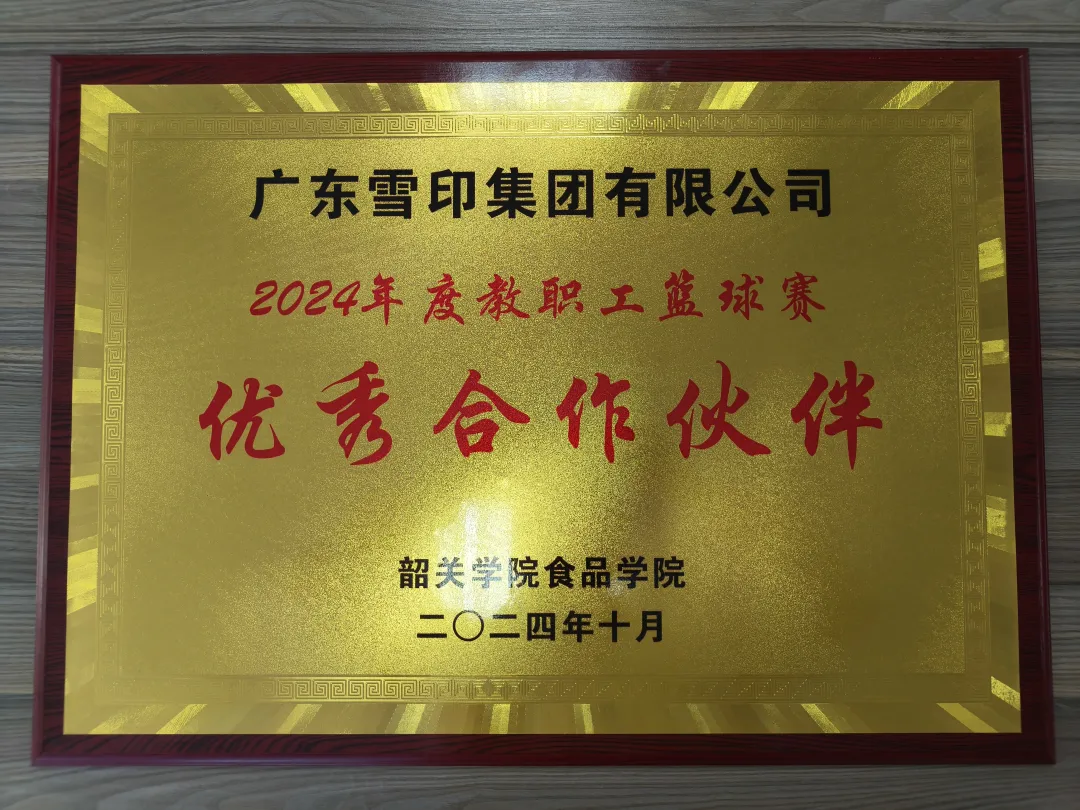 广东雪印集团有限公司
2024年度教职工篮球赛
优秀合作伙伴
韶关学院食品学院
二〇二四年十月